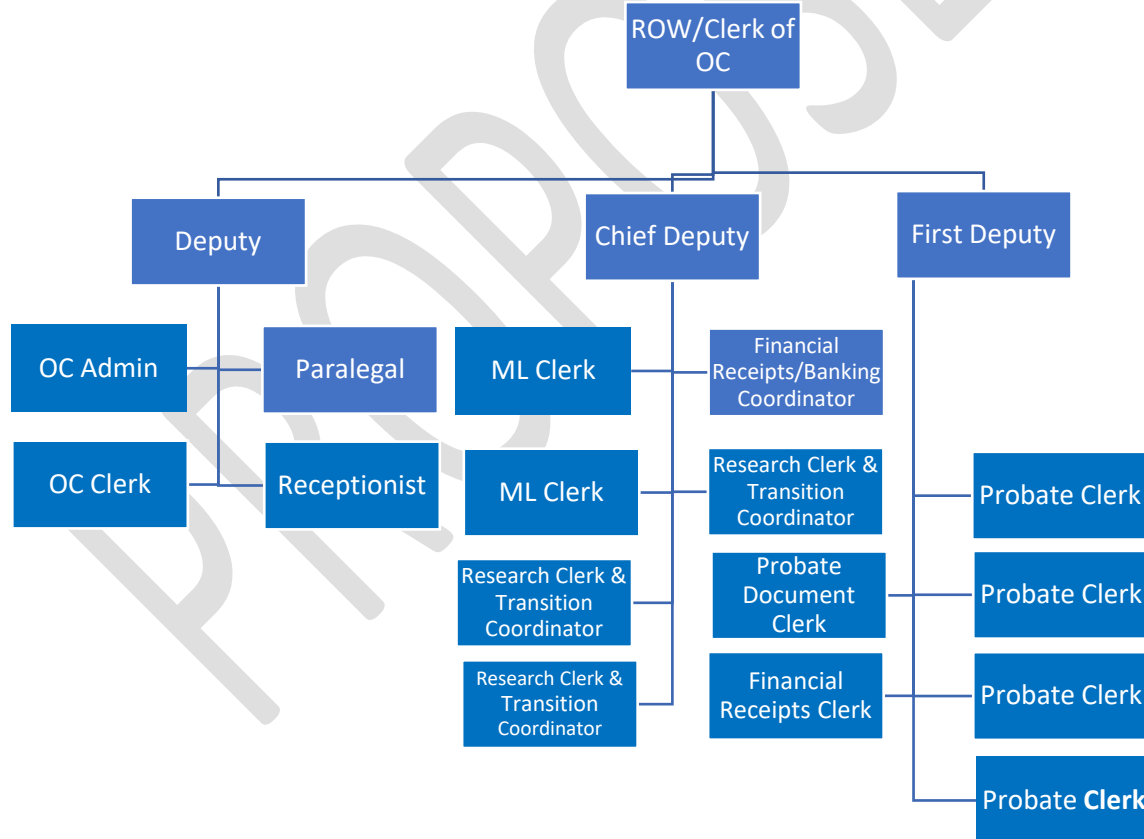 ROW/Clerk of
OC
Deputy
Chief Deputy
First Deputy
OC Admin
Paralegal
ML Clerk
Financial
Receipts/Banking
Coordinator
OC Clerk
Receptionist
ML Clerk
Research Clerk &
Transition
Coordinator
Probate Clerk
Research Clerk &
Transition
Coordinator
Probate
Document
Clerk
Probate Clerk
Research Clerk &
Transition
Coordinator
Financial
Receipts Clerk
Probate Clerk
Probate Clerk